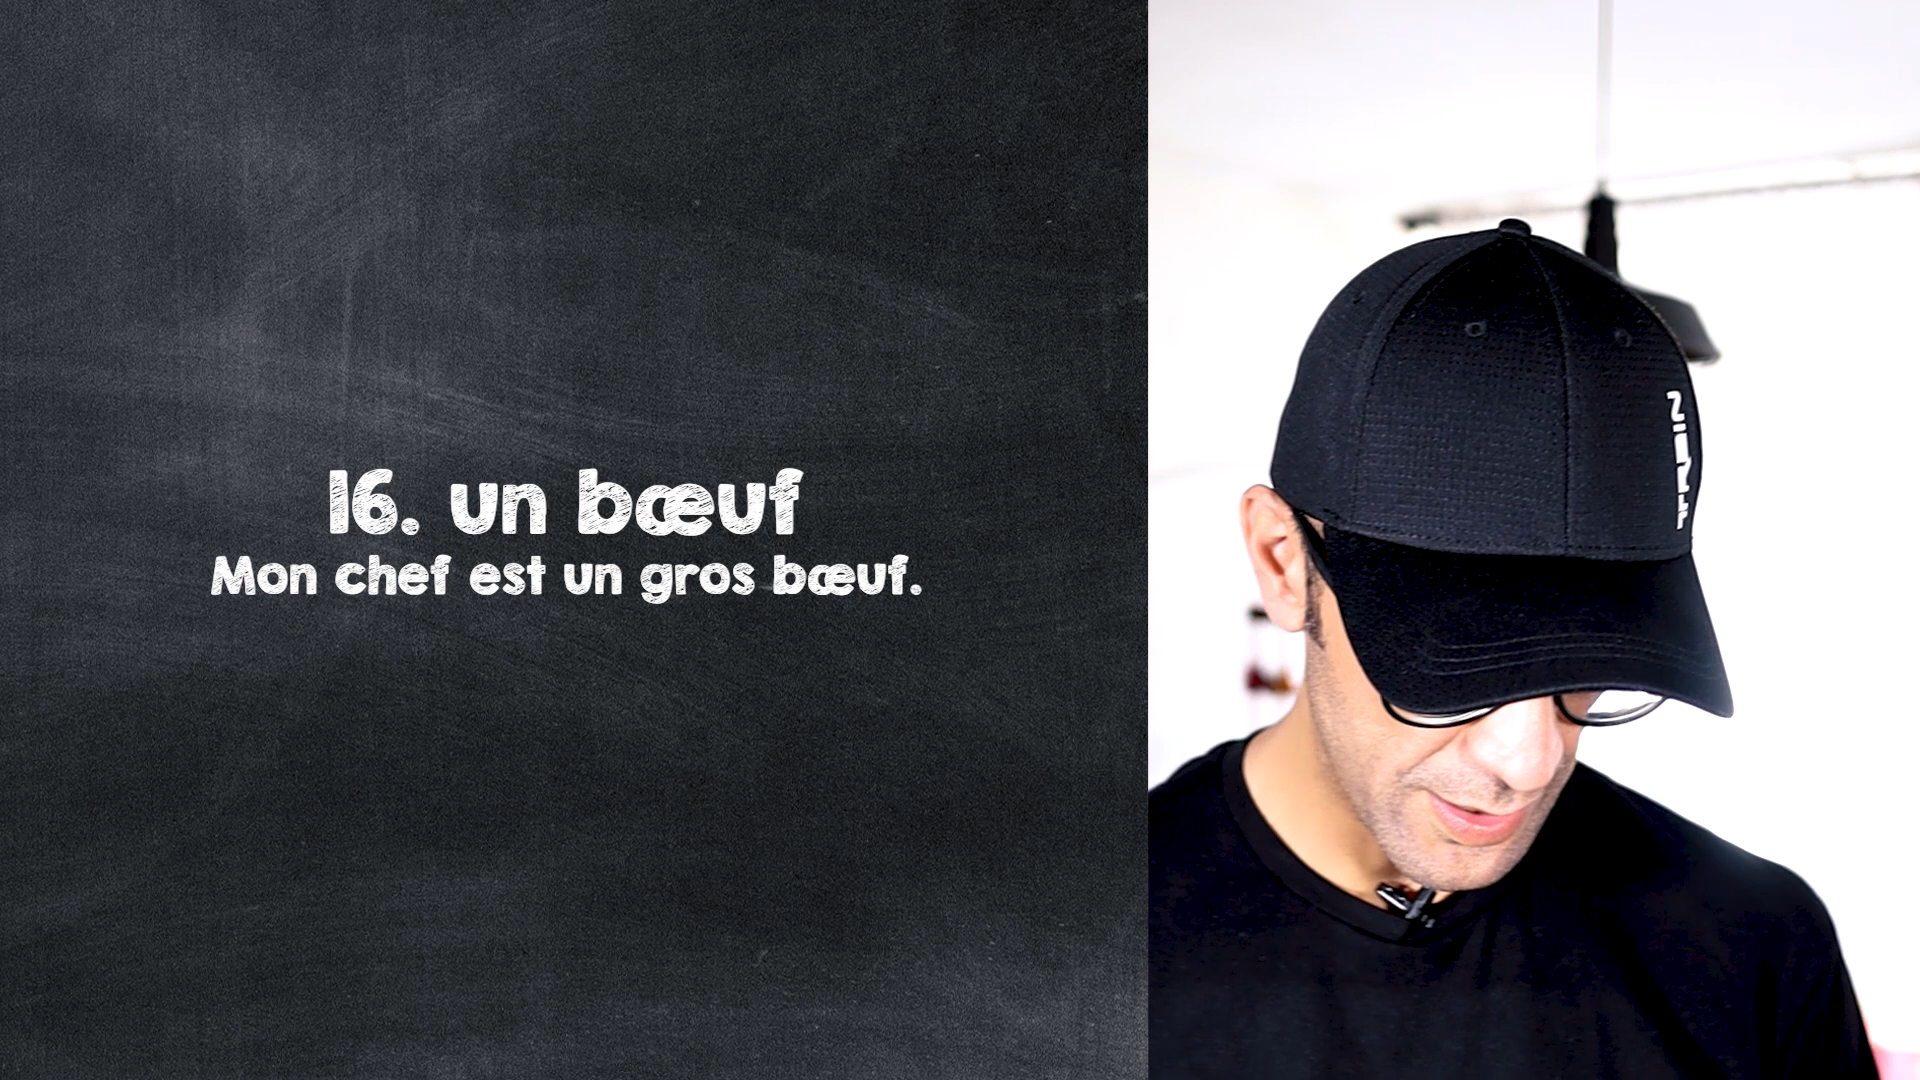 16. un bœuf
Mon chef est un gros bœuf.